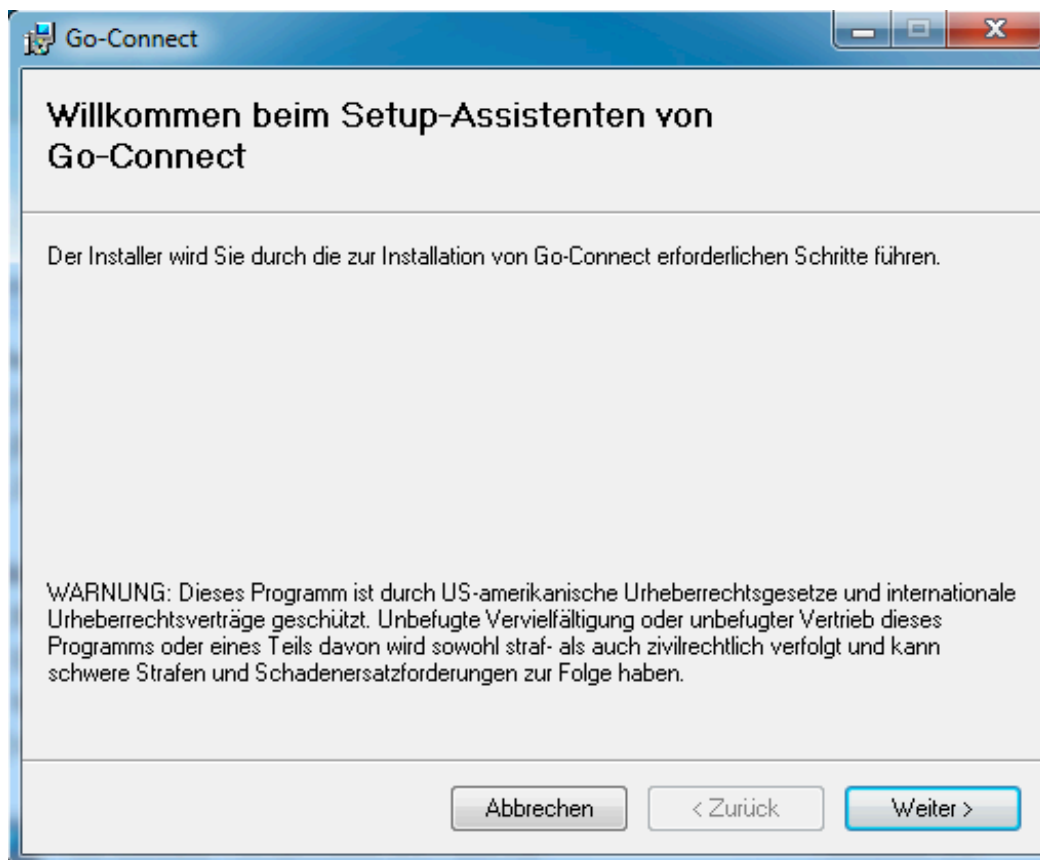 Go-Connect
Willkommen beim Setup-Assistenten von
Go-Connect
Der Installer wird Sie durch die zur Installation von Go-Connect erforderlichen Schritte führen.
WARNUNG: Dieses Programm ist durch US-amerikanische Urheberrechtsgesetze und internationale
Urheberrechtsverträge geschützt. Unbefugte Vervielfältigung oder unbefugter Vertrieb dieses
Programms oder eines Teils davon wird sowohl straf- als auch zivilrechtlich verfolgt und kann
schwere Strafen und Schadenersatzforderungen zur Folge haben.
Abbrechen < Zurück Weiter >